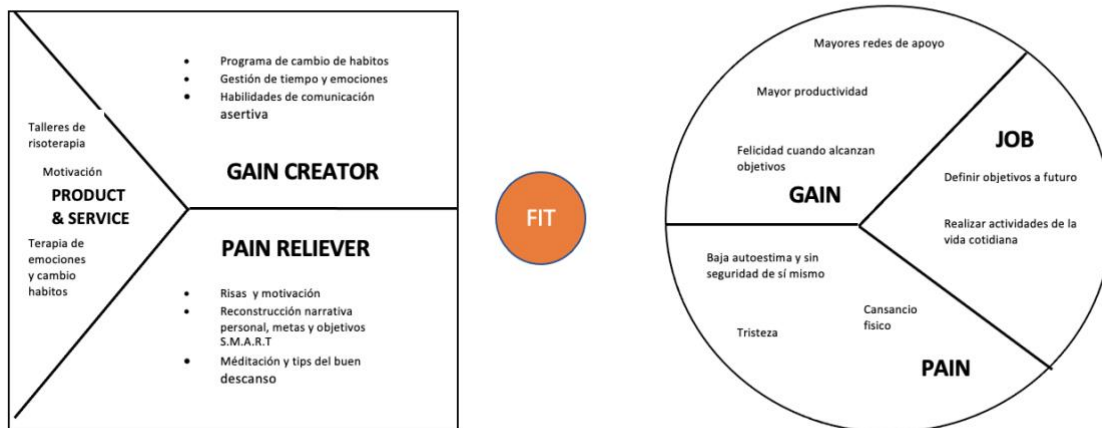 • Programa de cambio de habitos
• Gestión de tiempo y emociones
• Habilidades de comunicación
asertiva
GAIN CREATOR
Talleres de
risoterapia
Motivación
PRODUCT
& SERVICE
Terapia de
emociones
y cambio
habitos
PAIN RELIEVER
• Risas y motivación
• Reconstrucción narrativa
personal, metas y objetivos
S.M.A.R.T
• Méditación y tips del buen
descanso
FIT
Mayores redes de apoyo
Mayor productividad
Felicidad cuando alcanzan
objetivos
GAIN
JOB
Definir objetivos a futuro
Realizar actividades de la
vida cotidiana
Baja autoestima y sin
seguridad de sí mismo
Cansancio
fisico
Tristeza
PAIN